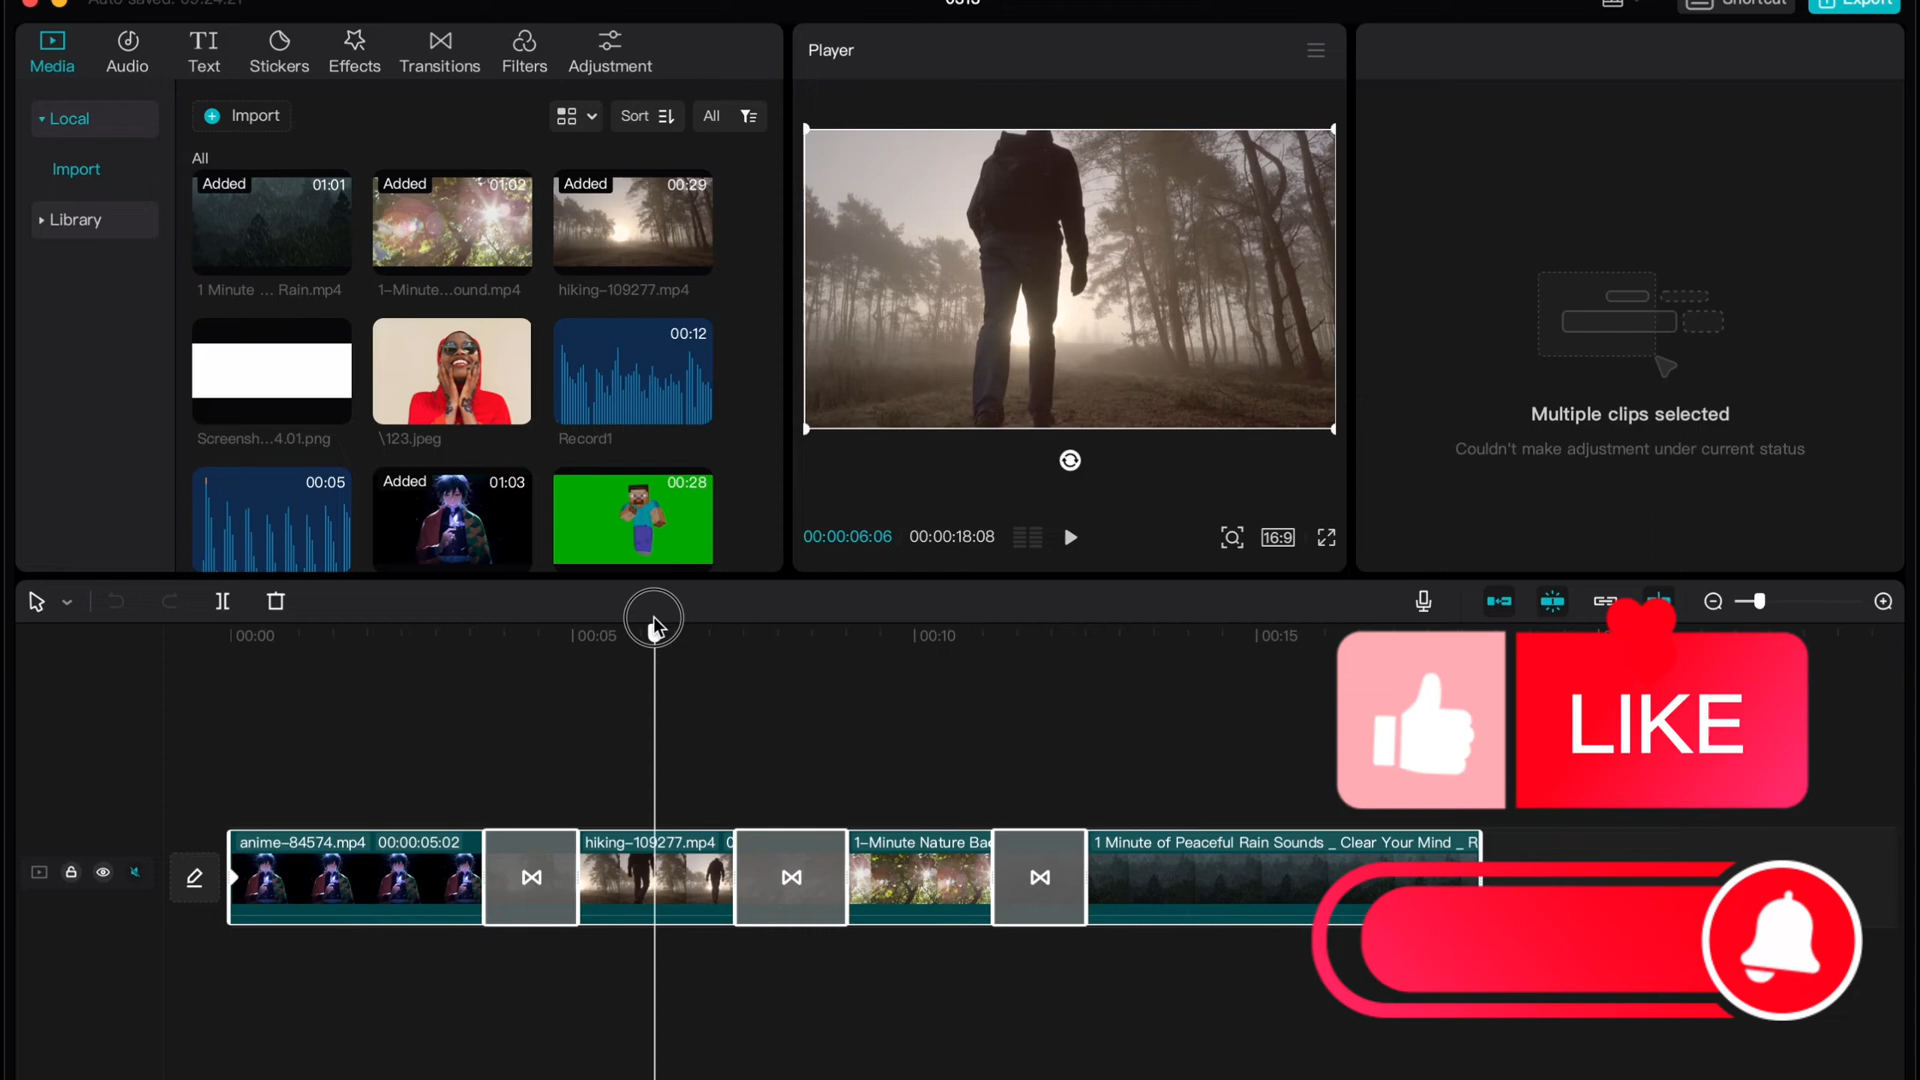 Auto saved: 09:24:21
0313
Shortcut
Export
Media
Audio
Text
Stickers
Effects
Transitions
Filters
Adjustment
Player
Local
Import
Library
Import
Sort
All
All
Added 01:01
1 Minute ... Rain.mp4
Added 01:02
1-Minute...ound.mp4
Added 00:29
hiking-109277.mp4
Screensh...4.01.png
\123.jpeg
00:12
Record1
00:05
Added 01:03
00:28
00:00:06:06 00:00:18:08
16:9
Multiple clips selected
Couldn't make adjustment under current status
00:00
00:05
00:10
00:15
LIKE
anime-84574.mp4 00:00:05:02
hiking-109277.mp4
1-Minute Nature Bac
1 Minute of Peaceful Rain Sounds _ Clear Your Mind _ R